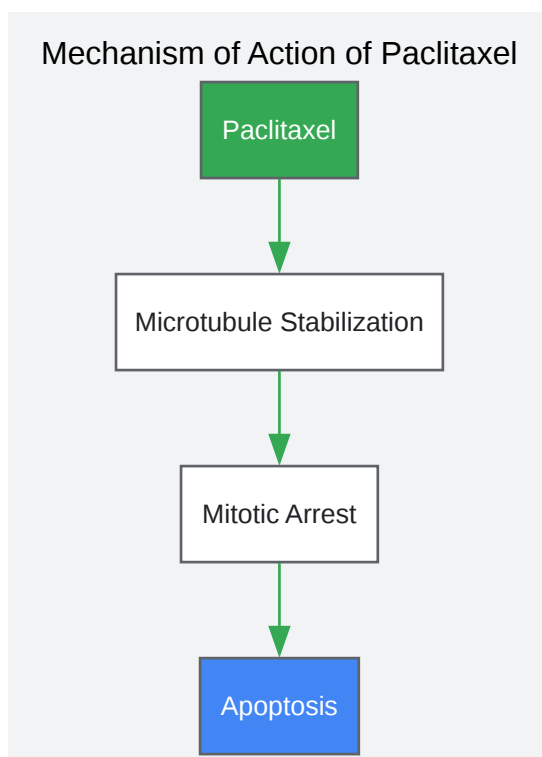 Mechanism of Action of Paclitaxel
Paclitaxel
Microtubule Stabilization
Mitotic Arrest
Apoptosis